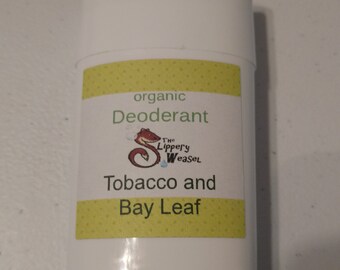 organic
Deoderant
The
Slippery
Weasel
Tobacco and
Bay Leaf